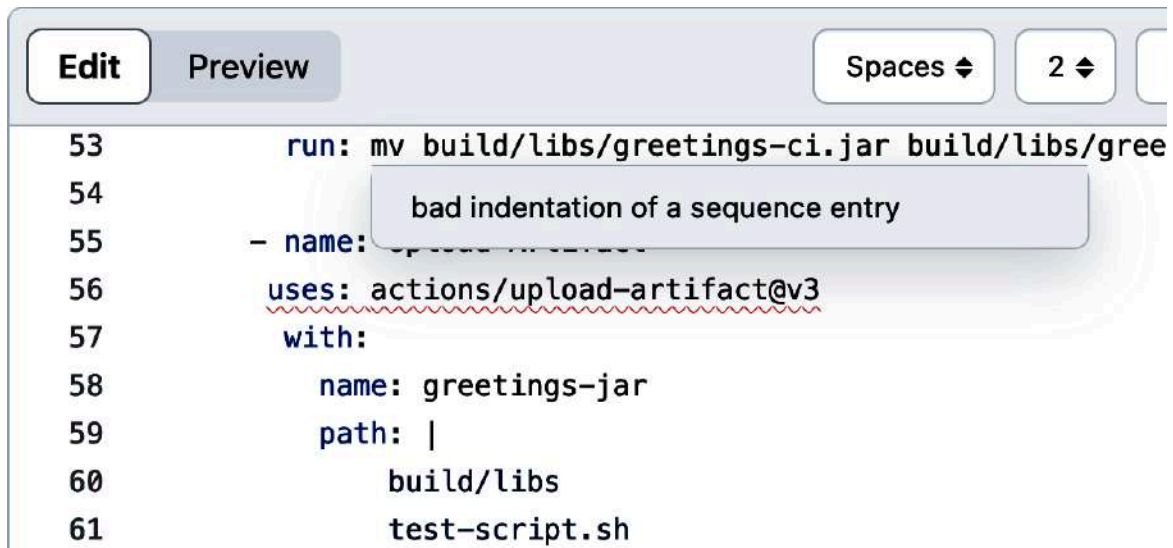 Edit Preview Spaces 2
53 run: mv build/libs/greetings-ci.jar build/libs/gree
54
bad indentation of a sequence entry
55 - name:
56 uses: actions/upload-artifact@v3
57 with:
58 name: greetings-jar
59 path: |
60 build/libs
61 test-script.sh